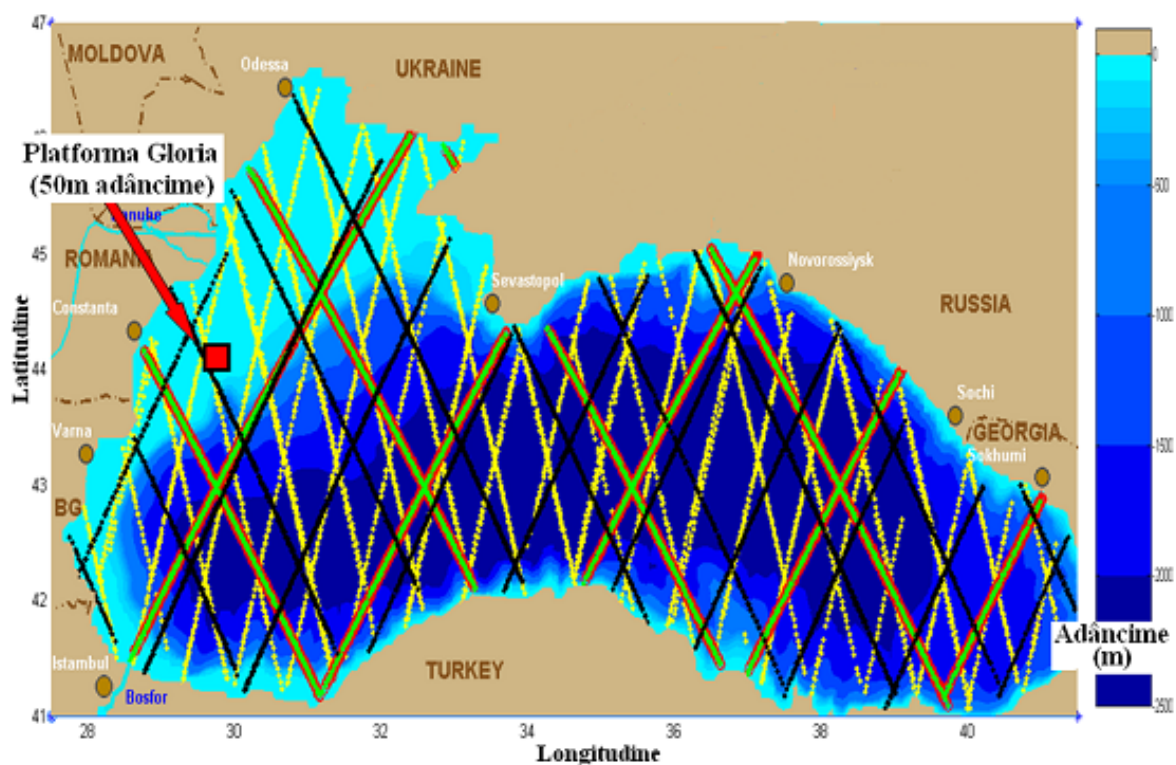 47
MOLDOVA
Odessa
UKRAINE
Platforma Gloria
(50m adâncime)
ROMANI
45
Constanta
Sevastopol
Novorossiysk
RUSSIA
44
Latitudine
Varna
Sochi
GEORGIA
Sokhumi
43
BG
42
Istambul
Bosfor
TURKEY
41
28
30
32
34
36
38
40
Longitudine
0
-500
-1000
-1500
-2000
-2500
Adâncime
(m)